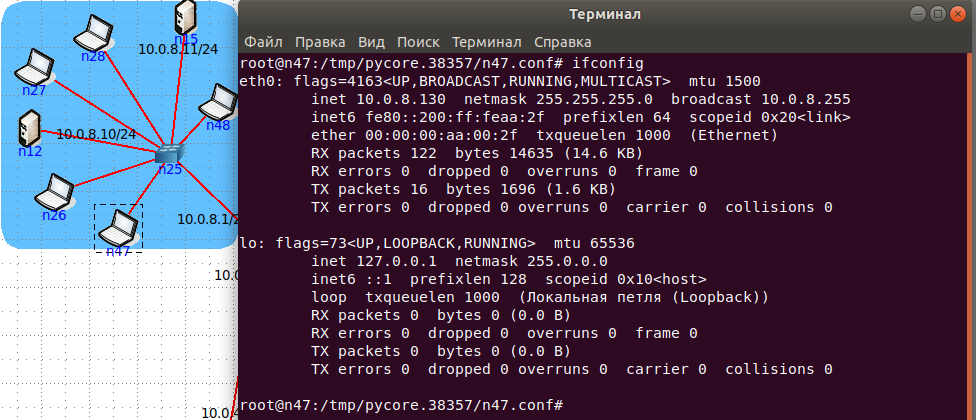 n15
n28
10.0.8.11/24
n27
n48
n12
10.0.8.10/24
n25
n26
10.0.8.1/2
n47
10.0
10.0.4
Терминал
Файл Правка Вид Поиск Терминал Справка
root@n47:/tmp/pycore.38357/n47.conf# ifconfig
eth0: flags=4163<UP,BROADCAST,RUNNING,MULTICAST> mtu 1500
inet 10.0.8.130 netmask 255.255.255.0 broadcast 10.0.8.255
inet6 fe80::200:ff:feaa:2f prefixlen 64 scopeid 0x20<link>
ether 00:00:00:aa:00:2f txqueuelen 1000 (Ethernet)
RX packets 122 bytes 14635 (14.6 KB)
RX errors 0 dropped 0 overruns 0 frame 0
TX packets 16 bytes 1696 (1.6 KB)
TX errors 0 dropped 0 overruns 0 carrier 0 collisions 0
lo: flags=73<UP,LOOPBACK,RUNNING> mtu 65536
inet 127.0.0.1 netmask 255.0.0.0
inet6 ::1 prefixlen 128 scopeid 0x10<host>
loop txqueuelen 1000 (Локальная петля (Loopback))
RX packets 0 bytes 0 (0.0 B)
RX errors 0 dropped 0 overruns 0 frame 0
TX packets 0 bytes 0 (0.0 B)
TX errors 0 dropped 0 overruns 0 carrier 0 collisions 0
root@n47:/tmp/pycore.38357/n47.conf#